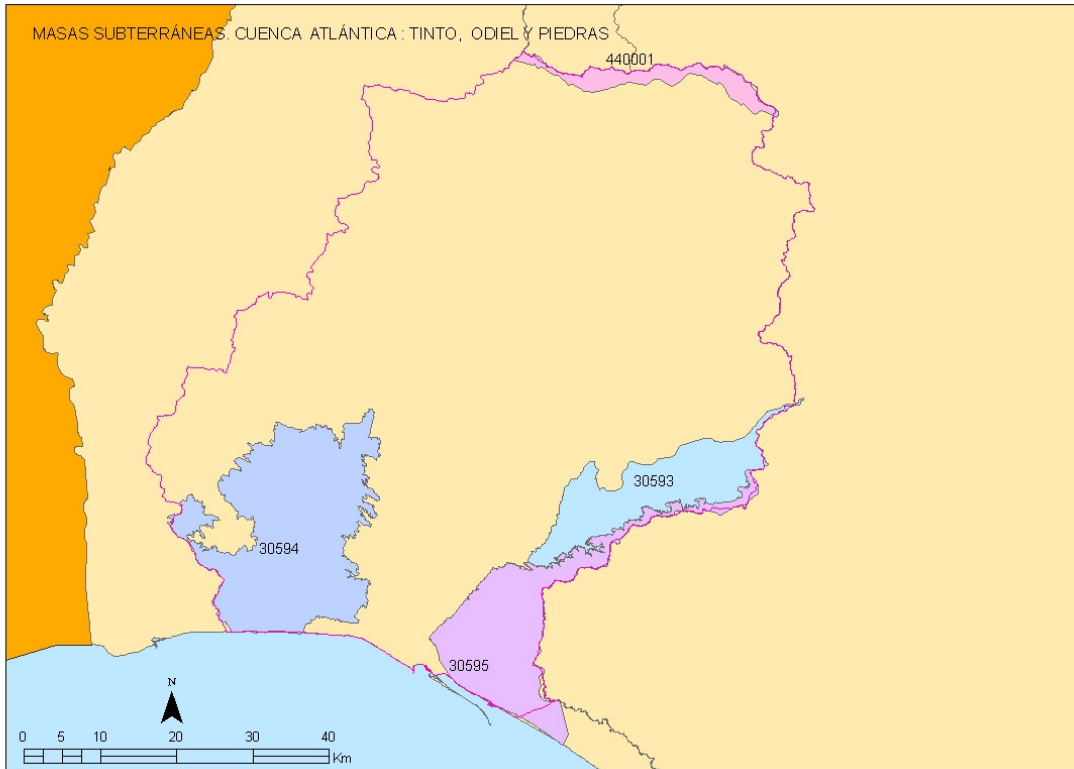 MASAS SUBTERRÁNEAS. CUENCA ATLÁNTICA : TINTO, ODIEL Y PIEDRAS
440001
30593
30594
30595
N
0 5 10 20 30 40
Km